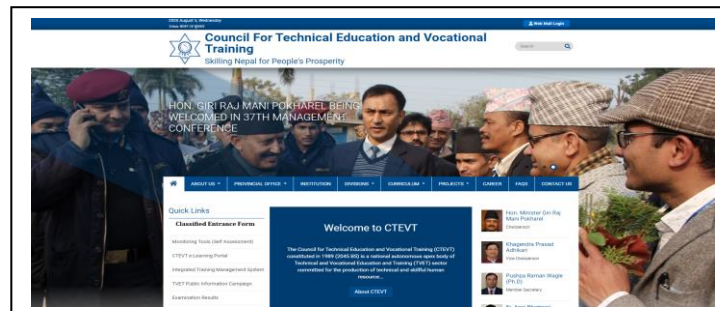 2020 August 5, Wednesday
Web Mail Login
Council For Technical Education and Vocational
Training
Skilling Nepal for People's Prosperity
Search
HON. GIRI RAJ MANI POKHAREL BEING
WELCOMED IN 37TH MANAGEMENT
CONFERENCE
ABOUT US
PROVINCIAL OFFICE
INSTITUTION
DIVISIONS
CURRICULUM
PROJECTS
CAREER
FAQS
CONTACT US
Quick Links
Classified Entrance Form
Monitoring Tools (Self Assessment)
CTEVT e-Learning Portal
Integrated Training Management System
TVET Public Information Campaign
Examination Results
Welcome to CTEVT
The Council for Technical Education and Vocational Training (CTEVT)
constituted in 1989 (2045 BS) is a national autonomous apex body of
Technical and Vocational Education and Training (TVET) sector
committed for the production of technical and skillful human
resource...
About CTEVT
Hon. Minister Giri Raj
Mani Pokharel
Chairperson
Khagendra Prasad
Adhikari
Vice Chairperson
Pushpa Raman Wagle
(Ph.D)
Member Secretary